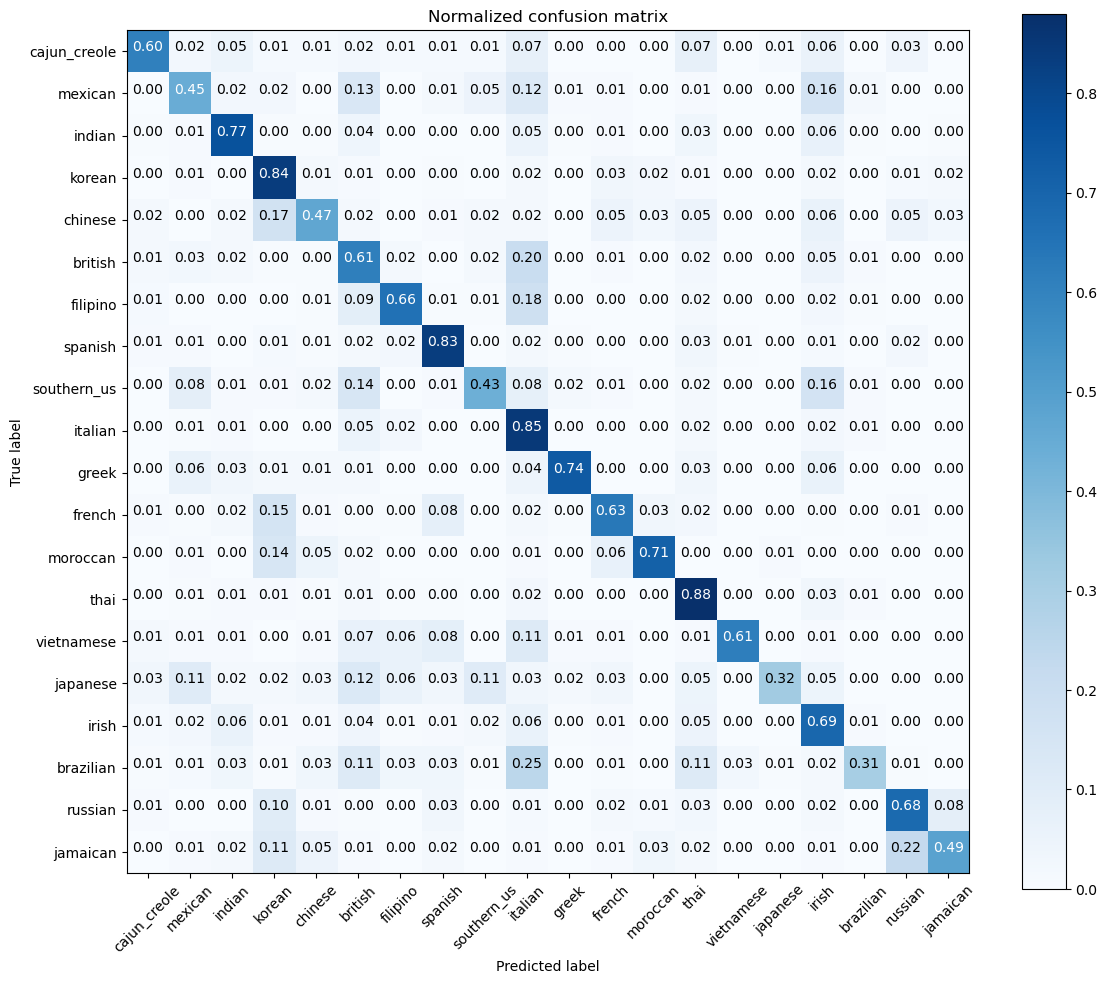 Normalized confusion matrix
cajun_creole 0.60 0.02 0.05 0.01 0.01 0.02 0.01 0.01 0.01 0.07 0.00 0.00 0.00 0.07 0.00 0.01 0.06 0.00 0.03 0.00
mexican 0.00 0.45 0.02 0.02 0.00 0.13 0.00 0.01 0.05 0.12 0.01 0.01 0.00 0.01 0.00 0.00 0.16 0.01 0.00 0.00
indian 0.00 0.01 0.77 0.00 0.00 0.04 0.00 0.00 0.00 0.05 0.00 0.01 0.00 0.03 0.00 0.00 0.06 0.00 0.00 0.00
korean 0.00 0.01 0.00 0.84 0.01 0.01 0.00 0.00 0.00 0.02 0.00 0.03 0.02 0.01 0.00 0.00 0.02 0.00 0.01 0.02
chinese 0.02 0.00 0.02 0.17 0.47 0.02 0.00 0.01 0.02 0.02 0.00 0.05 0.03 0.05 0.00 0.00 0.06 0.00 0.05 0.03
british 0.01 0.03 0.02 0.00 0.00 0.61 0.02 0.00 0.02 0.20 0.00 0.01 0.00 0.02 0.00 0.00 0.05 0.01 0.00 0.00
filipino 0.01 0.00 0.00 0.00 0.01 0.09 0.66 0.01 0.01 0.18 0.00 0.00 0.00 0.02 0.00 0.00 0.02 0.01 0.00 0.00
spanish 0.01 0.01 0.00 0.01 0.01 0.02 0.02 0.83 0.00 0.02 0.00 0.00 0.00 0.03 0.01 0.00 0.01 0.00 0.02 0.00
southern_us 0.00 0.08 0.01 0.01 0.02 0.14 0.00 0.01 0.43 0.08 0.02 0.01 0.00 0.02 0.00 0.00 0.16 0.01 0.00 0.00
italian 0.00 0.01 0.01 0.00 0.00 0.05 0.02 0.00 0.00 0.85 0.00 0.00 0.00 0.02 0.00 0.00 0.02 0.01 0.00 0.00
greek 0.00 0.06 0.03 0.01 0.01 0.01 0.00 0.00 0.00 0.04 0.74 0.00 0.00 0.03 0.00 0.00 0.06 0.00 0.00 0.00
french 0.01 0.00 0.02 0.15 0.01 0.00 0.00 0.08 0.00 0.02 0.00 0.63 0.03 0.02 0.00 0.00 0.00 0.00 0.01 0.00
moroccan 0.00 0.01 0.00 0.14 0.05 0.02 0.00 0.00 0.00 0.00 0.00 0.06 0.71 0.00 0.00 0.01 0.00 0.00 0.00 0.00
thai 0.00 0.01 0.01 0.01 0.01 0.01 0.00 0.00 0.00 0.02 0.00 0.00 0.00 0.88 0.00 0.00 0.03 0.01 0.00 0.00
vietnamese 0.01 0.01 0.01 0.00 0.01 0.07 0.06 0.08 0.00 0.11 0.01 0.01 0.00 0.01 0.61 0.00 0.01 0.00 0.00 0.00
japanese 0.03 0.11 0.02 0.02 0.03 0.12 0.06 0.03 0.11 0.03 0.02 0.03 0.00 0.05 0.00 0.32 0.05 0.00 0.00 0.00
irish 0.01 0.02 0.06 0.01 0.01 0.04 0.01 0.01 0.02 0.06 0.00 0.01 0.00 0.05 0.00 0.00 0.69 0.01 0.00 0.00
brazilian 0.01 0.01 0.03 0.01 0.03 0.11 0.03 0.03 0.01 0.25 0.00 0.01 0.00 0.11 0.03 0.01 0.02 0.31 0.01 0.00
russian 0.01 0.00 0.00 0.10 0.01 0.00 0.00 0.03 0.00 0.01 0.00 0.02 0.01 0.03 0.00 0.00 0.02 0.00 0.68 0.08
jamaican 0.00 0.01 0.02 0.11 0.05 0.01 0.00 0.02 0.00 0.01 0.00 0.01 0.03 0.02 0.00 0.00 0.01 0.00 0.22 0.49
True label
cajun_creole mexican indian korean chinese british filipino spanish southern_us italian greek french moroccan thai vietnamese japanese irish brazilian russian jamaican
Predicted label
0.8
0.7
0.6
0.5
0.4
0.3
0.2
0.1
0.0